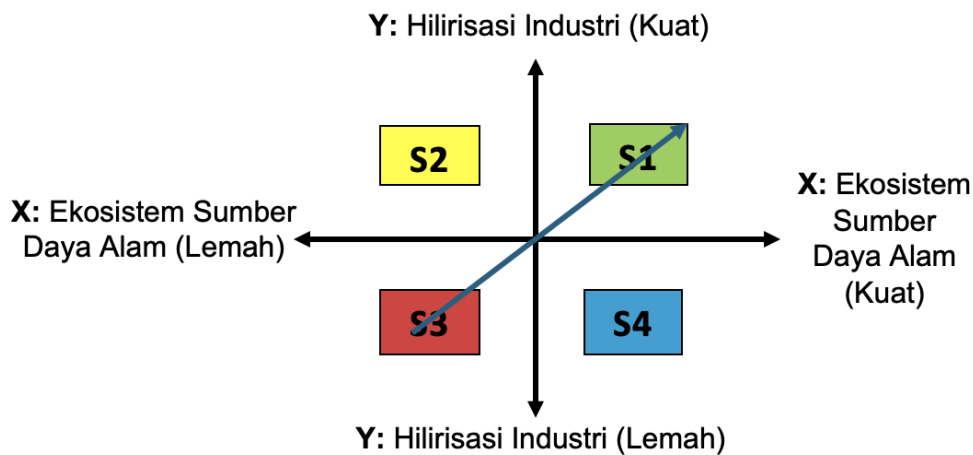 Y: Hilirisasi Industri (Kuat)
S2
S1
X: Ekosistem Sumber
Daya Alam (Lemah)
X: Ekosistem
Sumber
Daya Alam
(Kuat)
S3
S4
Y: Hilirisasi Industri (Lemah)